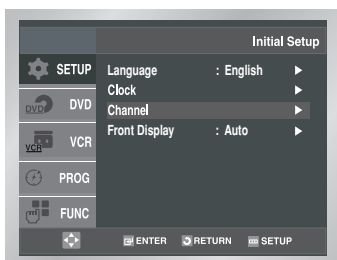 Initial Setup
SETUP
DVD DVD
VCR VCR
PROG
FUNC
Language : English
Clock
Channel
Front Display : Auto
ENTER RETURN SETUP